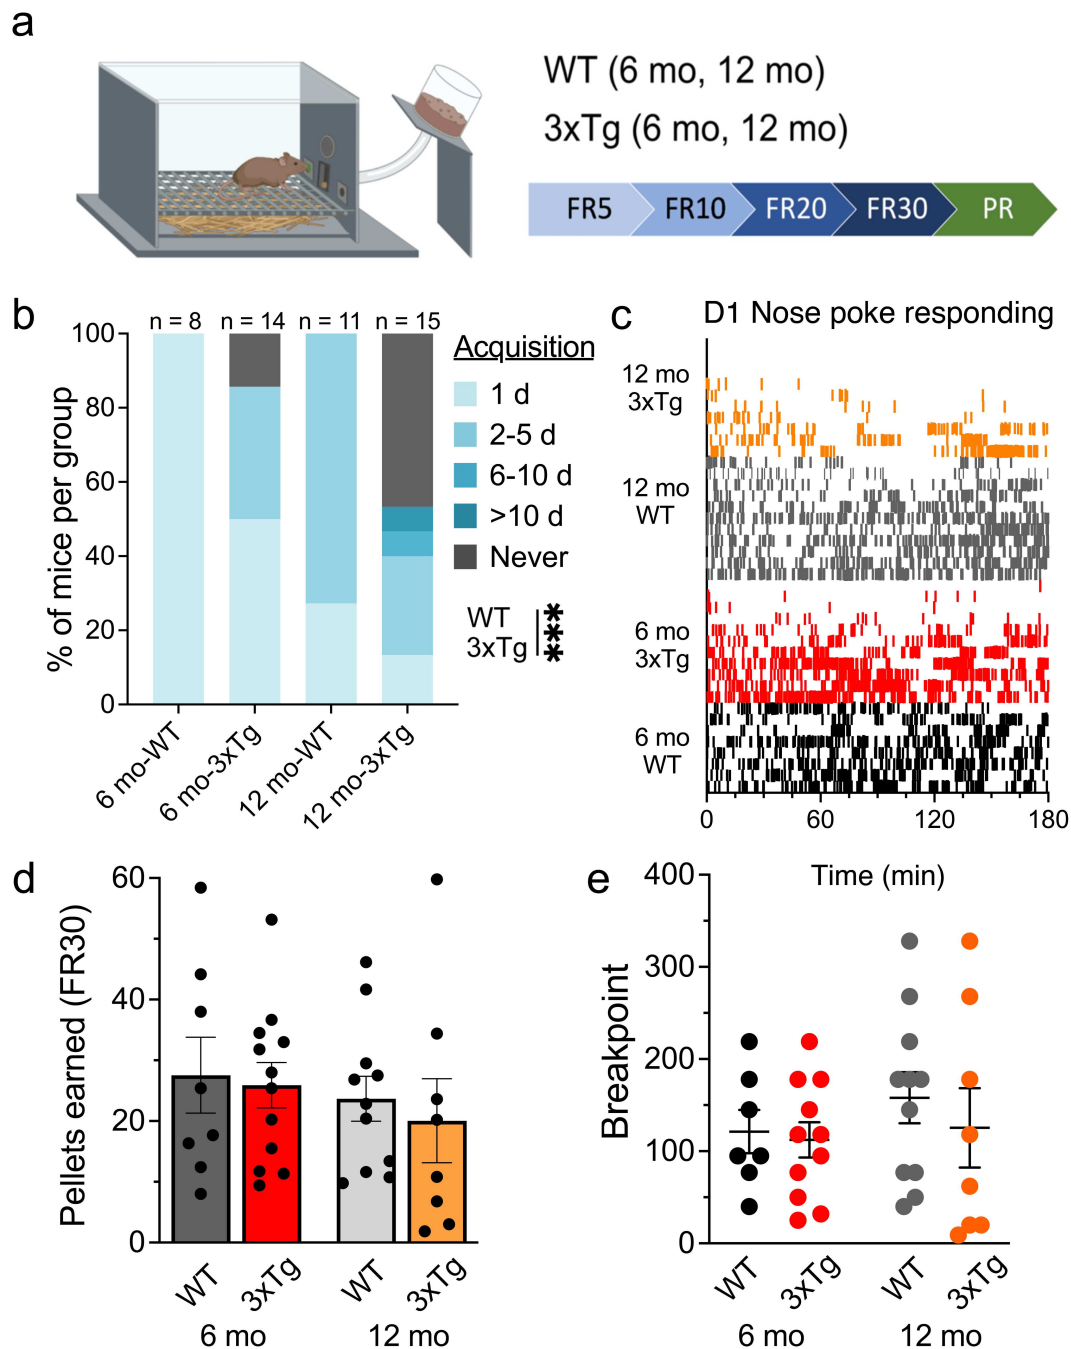 a
WT (6 mo, 12 mo)
3xTg (6 mo, 12 mo)
FR5 FR10 FR20 FR30 PR
b
n = 8 n = 14 n = 11 n = 15
% of mice per group
100
80
60
40
20
0
6 mo-WT
6 mo-3xTg
12 mo-WT
12 mo-3xTg
Acquisition
1 d
2-5 d
6-10 d
>10 d
Never
WT
3xTg
***
c
D1 Nose poke responding
12 mo
3xTg
12 mo
WT
6 mo
3xTg
6 mo
WT
0 60 120 180
Time (min)
d
Pellets earned (FR30)
60
40
20
0
WT 3xTg WT 3xTg
6 mo 12 mo
e
Breakpoint
400
300
200
100
0
WT 3xTg WT 3xTg
6 mo 12 mo